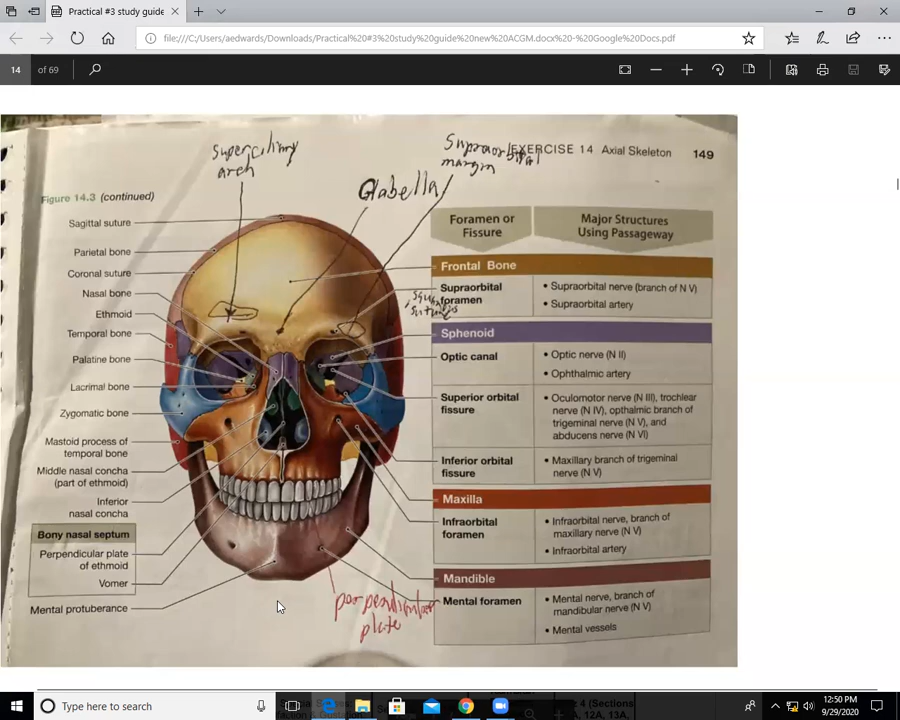 Practical #3 study guide
file:///C:/Users/aedwards/Downloads/Practical%20#3%20study%20guide%20new%20ACGM.docx%20-%20Google%20Docs.pdf
14 of 69
superciliary
arch
Supraorbital
margin
Glabella
EXERCISE 14 Axial Skeleton 149
Figure 14.3 (continued)
Sagittal suture
Parietal bone
Coronal suture
Nasal bone
Ethmoid
Temporal bone
Palatine bone
Lacrimal bone
Zygomatic bone
Mastoid process of
temporal bone
Middle nasal concha
(part of ethmoid)
Inferior
nasal concha
Bony nasal septum
Perpendicular plate
of ethmoid
Vomer
Mental protuberance
Foramen or
Fissure
Major Structures
Using Passageway
Frontal Bone
Supraorbital
foramen
• Supraorbital nerve (branch of N V)
• Supraorbital artery
Sphenoid
Optic canal
• Optic nerve (N II)
• Ophthalmic artery
Superior orbital
fissure
• Oculomotor nerve (N III), trochlear
nerve (N IV), opthalmic branch of
trigeminal nerve (N V), and
abducens nerve (N VI)
Inferior orbital
fissure
• Maxillary branch of trigeminal
nerve (N V)
Maxilla
Infraorbital
foramen
• Infraorbital nerve, branch of
maxillary nerve (N V)
• Infraorbital artery
Mandible
Mental foramen
• Mental nerve, branch of
mandibular nerve (N V)
• Mental vessels
perpendicular
plate
Type here to search
12:50 PM
9/29/2020